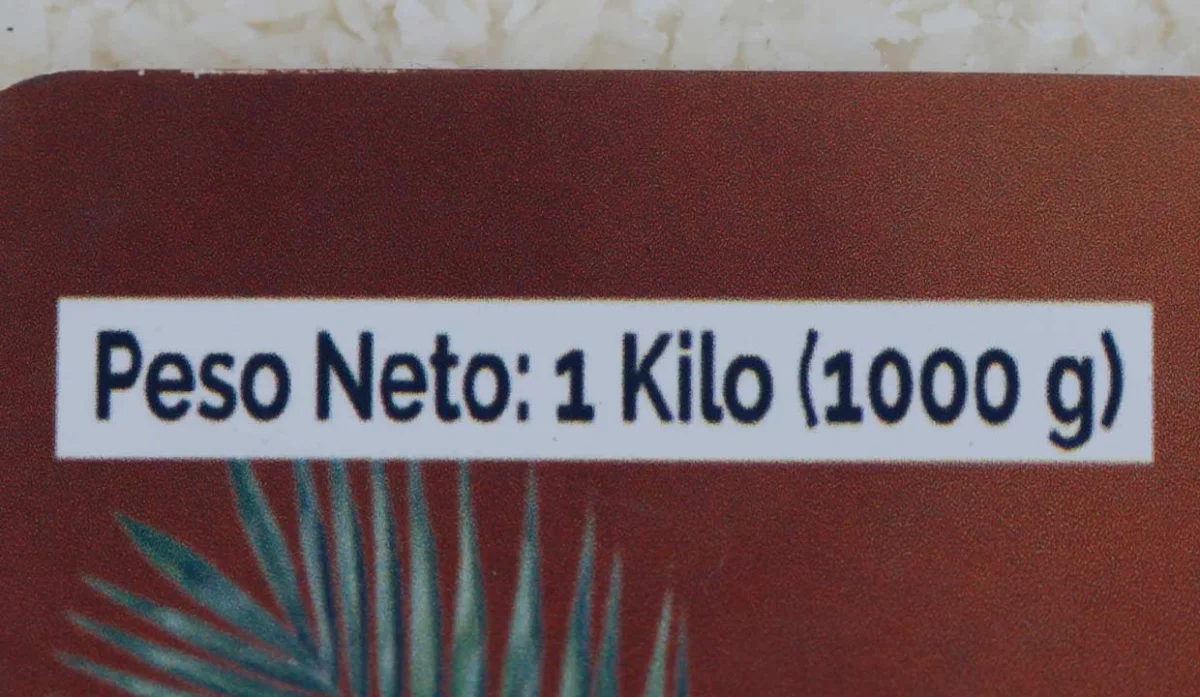 Peso Neto: 1 Kilo (1000 g)